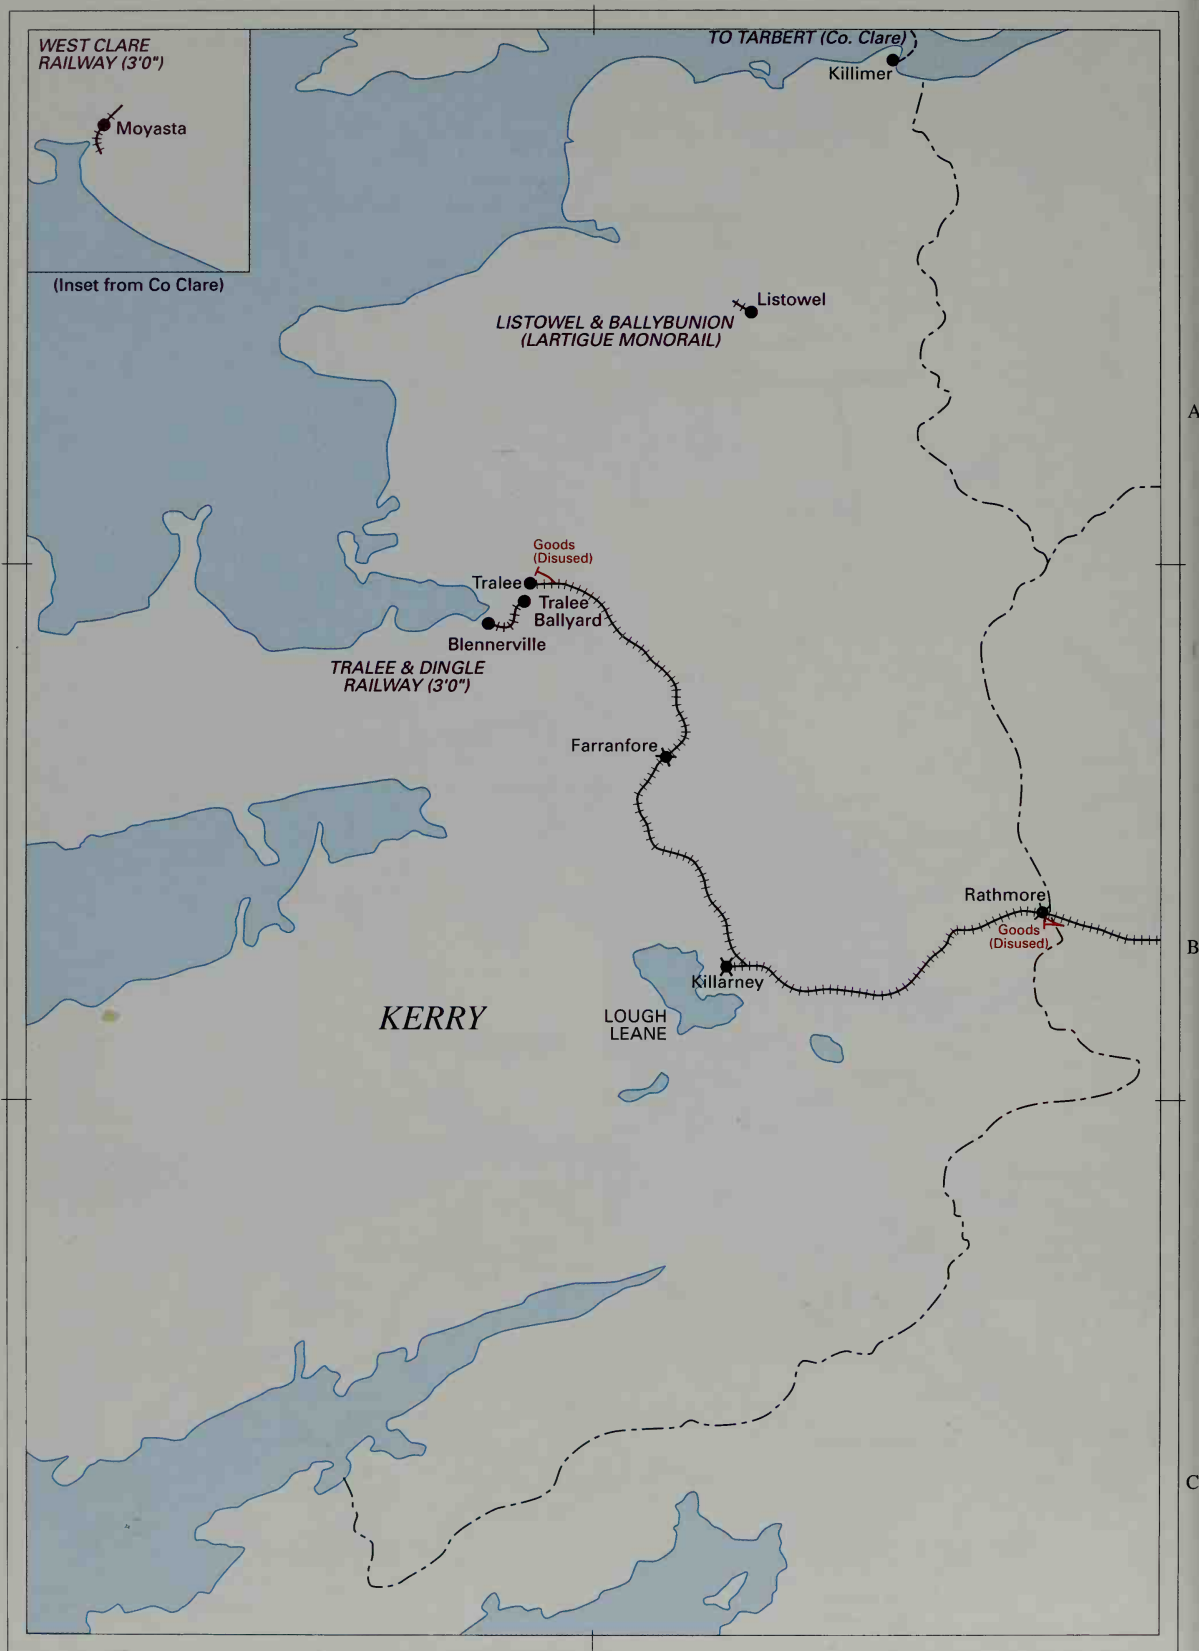 WEST CLARE
RAILWAY (3'0")
Moyasta
(Inset from Co Clare)
TO TARBERT (Co. Clare)
Killimer
Listowel
LISTOWEL & BALLYBUNION
(LARTIGUE MONORAIL)
A
Goods
(Disused)
Tralee
Tralee
Ballyard
Blennerville
TRALEE & DINGLE
RAILWAY (3'0")
Farranfore
Rathmore
Goods
(Disused)
B
Killarney
KERRY
LOUGH
LEANE
C